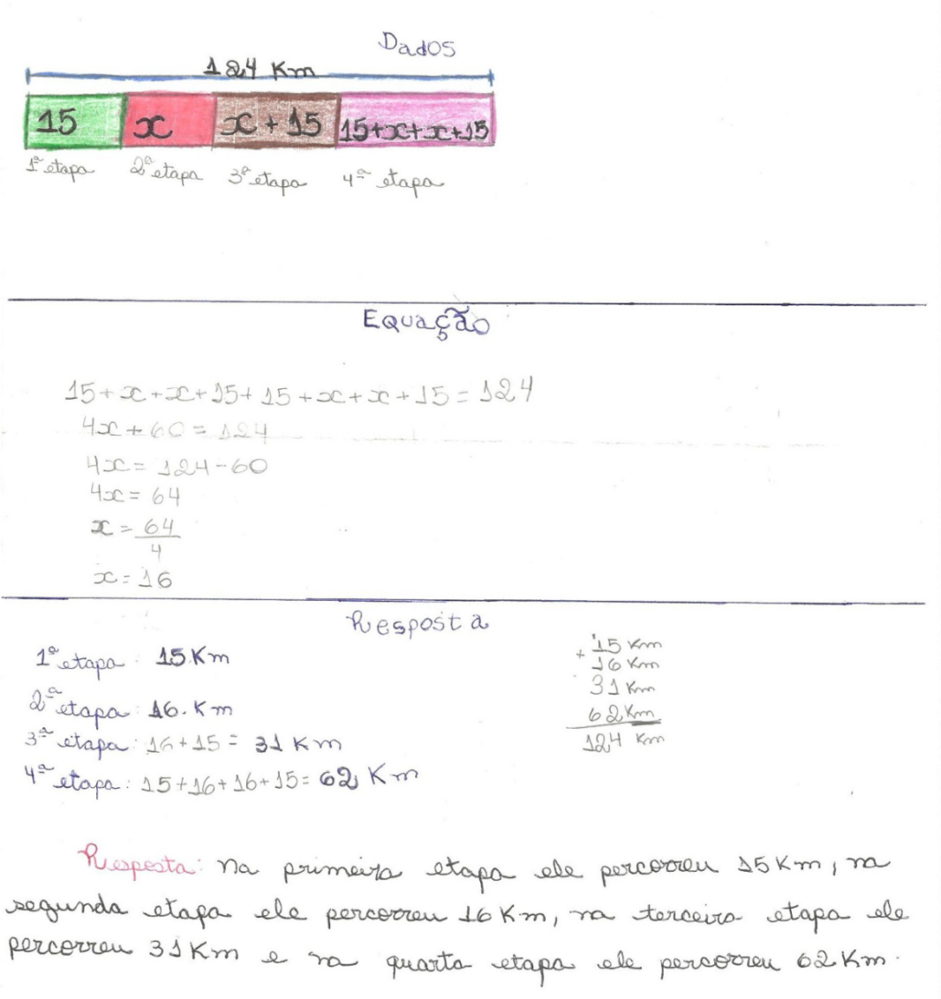 Dados
124 Km
15 x x + 15 15+x+x+15
1ª etapa 2ª etapa 3ª etapa 4ª etapa
Equação
15+x+x+15+15+x+x+15=124
4x+60=124
4x=124-60
4x=64
x=64
4
x=16
Resposta
1ª etapa: 15 Km
2ª etapa: 16. Km
3ª etapa: 16+15= 31 Km
4ª etapa: 15+16+16+15= 62 Km
+ 15 Km
16 Km
31 Km
62 Km
124 Km
Resposta: Na primeira etapa ele percorreu 15 Km, na
segunda etapa ele percorreu 16 Km, na terceira etapa ele
percorreu 31 Km e na quarta etapa ele percorreu 62 Km.